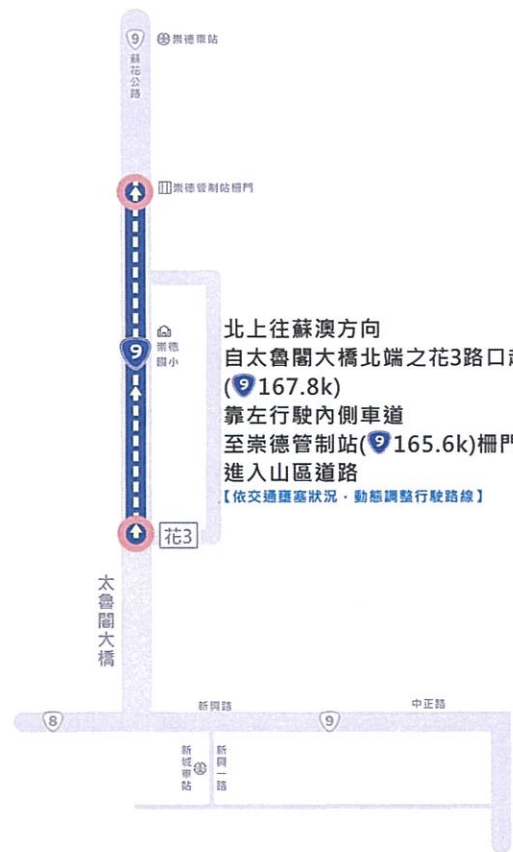 9
崇德車站
蘇花公路
崇德管制站柵門
崇德
國小
9
北上往蘇澳方向
自太魯閣大橋北端之花3路口起
(9 167.8k)
靠左行駛內側車道
至崇德管制站(9 165.6k)柵門
進入山區道路
【依交通壅塞狀況,動態調整行駛路線】
花3
太魯閣大橋
新興路
中正路
8
9
新城車站
新興一路